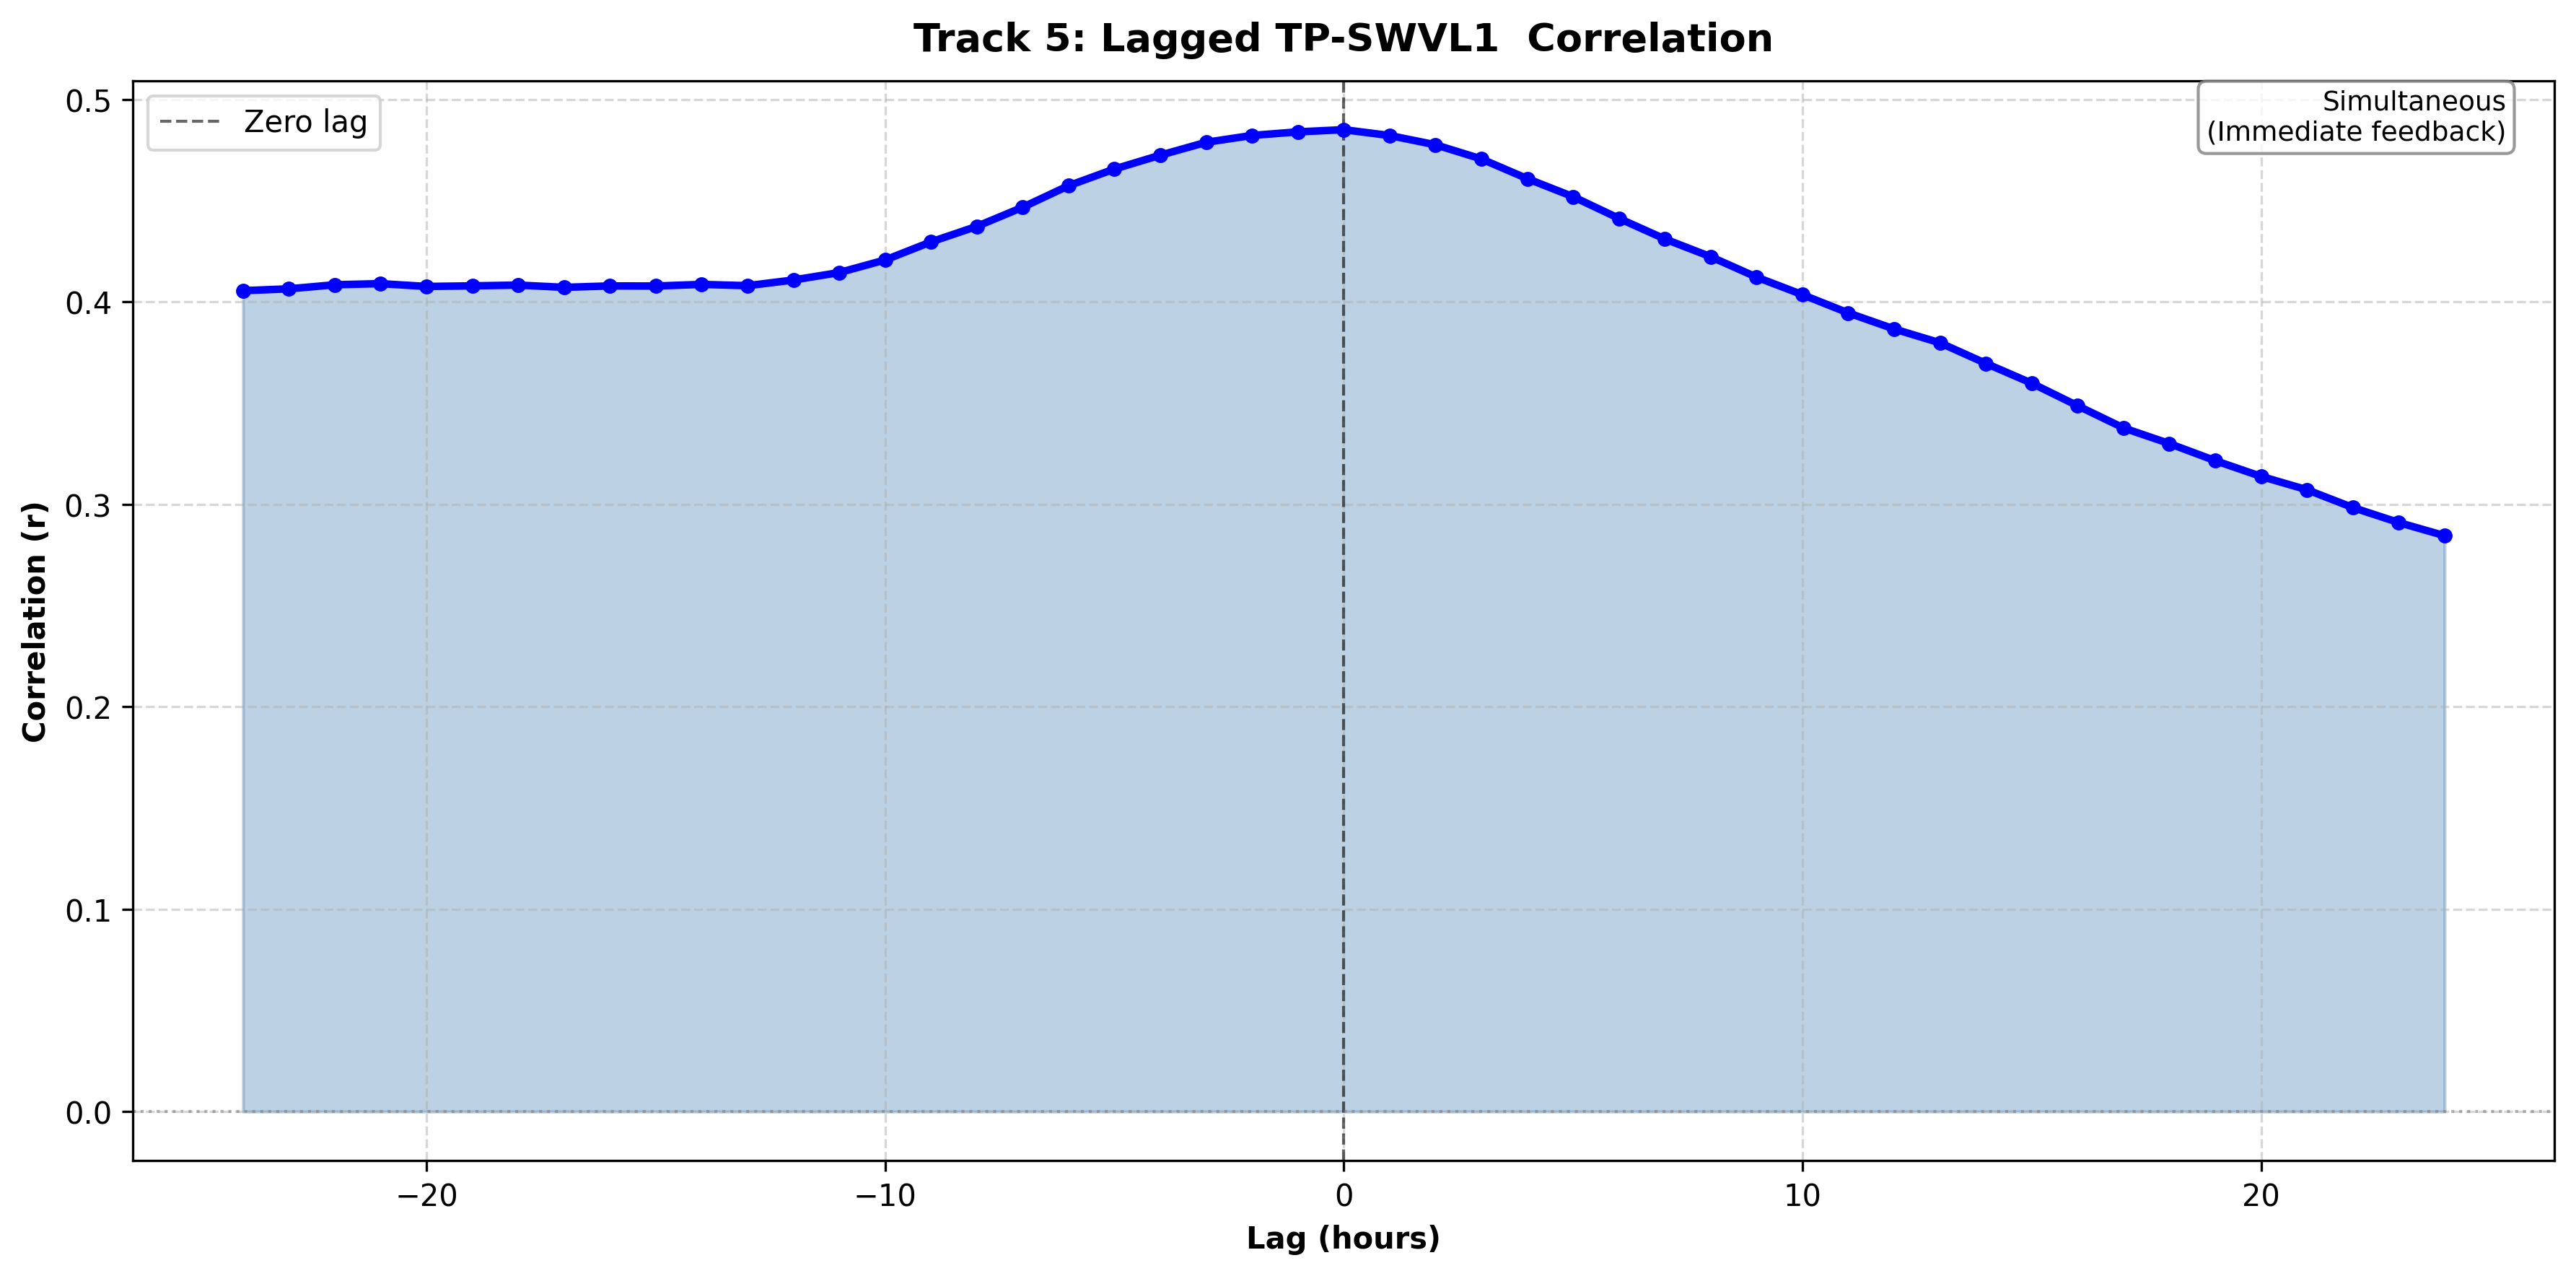 Track 5: Lagged TP-SWVL1  Correlation
Zero lag
Simultaneous
(Immediate feedback)
Correlation (r)
0.5
0.4
0.3
0.2
0.1
0.0
−20
−10
0
10
20
Lag (hours)